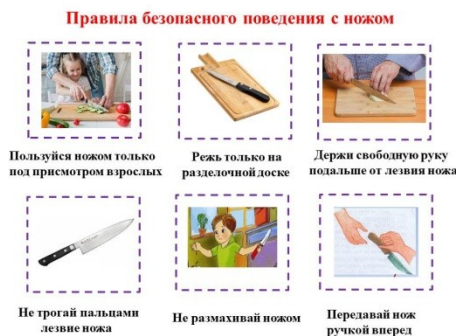 Правила безопасного поведения с ножом
Пользуйся ножом только
под присмотром взрослых
Режь только на
разделочной доске
Держи свободную руку
подальше от лезвия ножа
Не трогай пальцами
лезвие ножа
Не размахивай ножом
Передавай нож
ручкой вперед